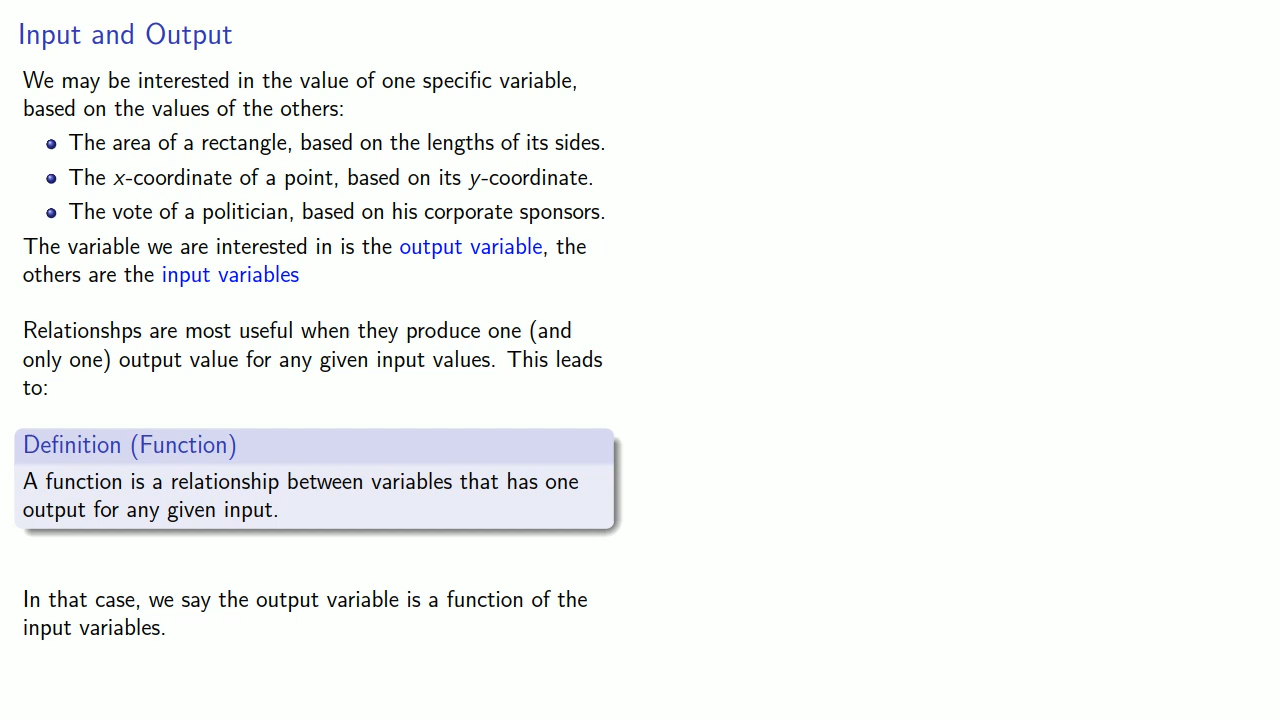 Input and Output
We may be interested in the value of one specific variable,
based on the values of the others:
The area of a rectangle, based on the lengths of its sides.
The x-coordinate of a point, based on its y-coordinate.
The vote of a politician, based on his corporate sponsors.
The variable we are interested in is the output variable, the
others are the input variables
Relationshps are most useful when they produce one (and
only one) output value for any given input values. This leads
to:
Definition (Function)
A function is a relationship between variables that has one
output for any given input.
In that case, we say the output variable is a function of the
input variables.